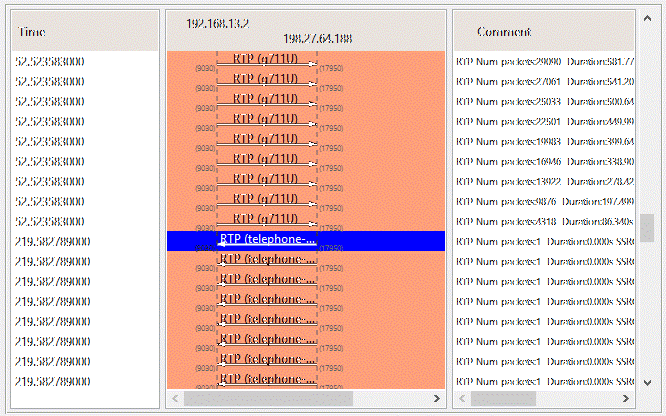 Time 192.168.13.2 198.27.64.188 Comment
52.523583000 RTP (g711U) (9030) (17950) RTP Num packets:29090 Duration:581.77
52.523583000 RTP (g711U) (9030) (17950) RTP Num packets:27061 Duration:541.20
52.523583000 RTP (g711U) (9030) (17950) RTP Num packets:25033 Duration:500.64
52.523583000 RTP (g711U) (9030) (17950) RTP Num packets:22501 Duration:449.99
52.523583000 RTP (g711U) (9030) (17950) RTP Num packets:19983 Duration:399.64
52.523583000 RTP (g711U) (9030) (17950) RTP Num packets:16946 Duration:338.90
52.523583000 RTP (g711U) (9030) (17950) RTP Num packets:13922 Duration:278.42
52.523583000 RTP (g711U) (9030) (17950) RTP Num packets:9876 Duration:197.499
52.523583000 RTP (g711U) (9030) (17950) RTP Num packets:4318 Duration:86.340s
219.582789000 RTP (telephone-... (9030) (17950) RTP Num packets:1 Duration:0.000s SSRC
219.582789000 RTP (telephone-... (9030) (17950) RTP Num packets:1 Duration:0.000s SSRC
219.582789000 RTP (telephone-... (9030) (17950) RTP Num packets:1 Duration:0.000s SSRC
219.582789000 RTP (telephone-... (9030) (17950) RTP Num packets:1 Duration:0.000s SSRC
219.582789000 RTP (telephone-... (9030) (17950) RTP Num packets:1 Duration:0.000s SSRC
219.582789000 RTP (telephone-... (9030) (17950) RTP Num packets:1 Duration:0.000s SSRC
219.582789000 RTP (telephone-... (9030) (17950) RTP Num packets:1 Duration:0.000s SSRC
219.582789000 RTP (telephone-... (9030) (17950) RTP Num packets:1 Duration:0.000s SSRC